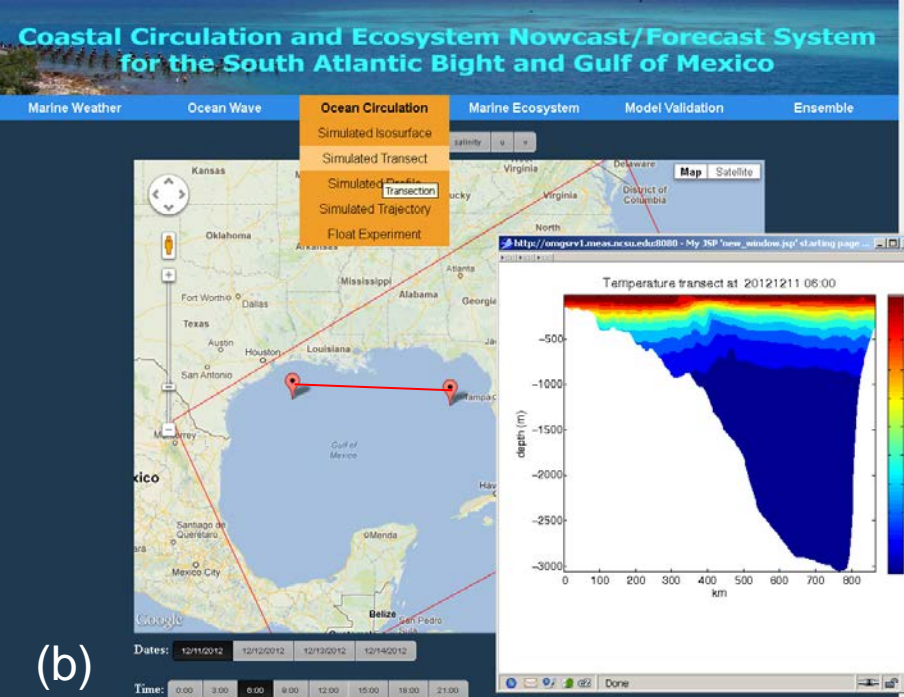 Coastal Circulation and Ecosystem Nowcast/Forecast System
for the South Atlantic Bight and Gulf of Mexico
Marine Weather Ocean Wave Ocean Circulation Marine Ecosystem Model Validation Ensemble
Simulated Isosurface
salinity u v
Simulated Transect
Simulated
Transection
Simulated Trajectory
Float Experiment
Map Satellite
Kansas
Virginia
Delaware
District of
Columbia
Virginia
Oklahoma
North
Arkansas
Atlanta
Mississippi
Alabama
Georgia
Fort Worth
Dallas
Texas
Austin
Houston
Louisiana
San Antonio
Tampa
Gulf of
Mexico
Santiago de
Querétaro
Merida
Mexico City
Belize
San Pedro
Sula
Google
http://omgsrv1.meas.ncsu.edu:8080 - My JSP 'new_window.jsp' starting page ...
Temperature transect at 20121211 06:00
depth (m)
-500
-1000
-1500
-2000
-2500
-3000
0 100 200 300 400 500 600 700 800
km
Done
Dates: 12/11/2012 12/12/2012 12/13/2012 12/14/2012
Time: 0:00 3:00 6:00 9:00 12:00 15:00 18:00 21:00
(b)